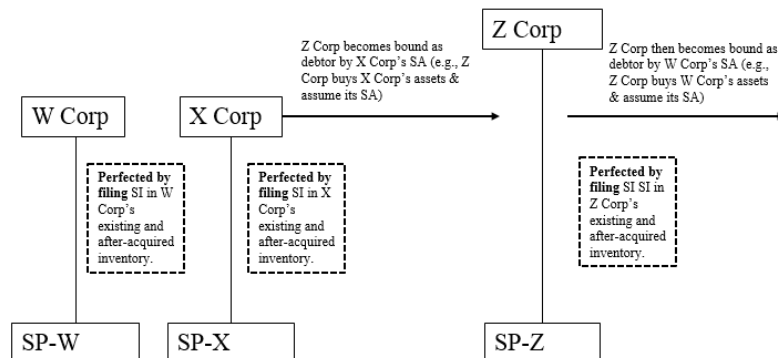 Z Corp
Z Corp becomes bound as
debtor by X Corp's SA (e.g., Z
Corp buys X Corp's assets &
assume its SA)
Z Corp then becomes bound as
debtor by W Corp's SA (e.g.,
Z Corp buys W Corp's assets
& assume its SA)
W Corp
X Corp
Perfected by
filing SI in W
Corp's
existing and
after-acquired
inventory.
Perfected by
filing SI in X
Corp's
existing and
after-acquired
inventory.
Perfected by
filing SI SI in
Z Corp's
existing and
after-acquired
inventory.
SP-W
SP-X
SP-Z